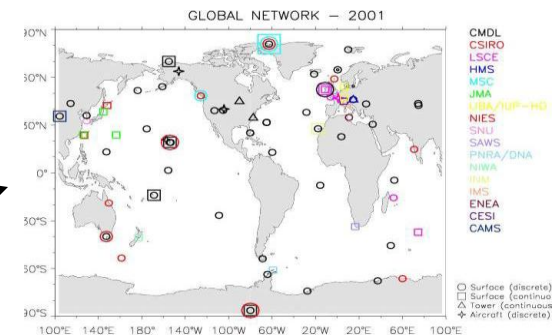 GLOBAL NETWORK – 2001
CMDL
CSIRO
LSCE
HMS
MSC
JMA
UBA/IUP-HD
NIES
SNU
SAWS
PNRA/DNA
NIWA
INM
IMS
ENEA
CESI
CAMS
90°N
60°N
30°N
0°
30°S
60°S
90°S
100°E 140°E 180°W 140°W 100°W 60°W 20°W 20°E 60°E 100°E
Surface (discrete)
Surface (continuo
Tower (continuous
Aircraft (discrete)